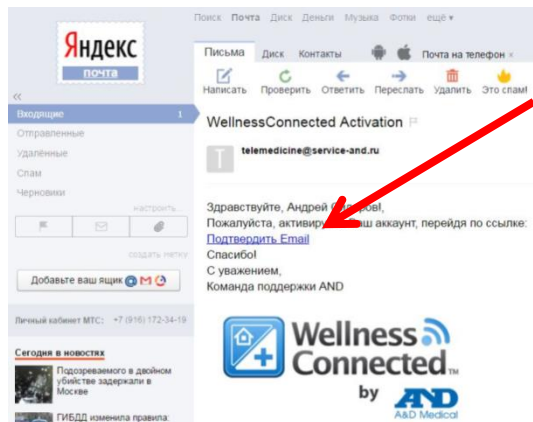 Поиск Почта Диск Деньги Музыка Фотки ещё
Яндекс
почта
Письма Диск Контакты Почта на телефон ×
Написать Проверить Ответить Переслать Удалить Это спам!
«
Входящие 1
Отправленные
Удалённые
Спам
Черновики
настроить...
создать метку
Добавьте ваш ящик
Личный кабинет МТС: +7 (916) 172-34-19
Сегодня в новостях
Подозреваемого в двойном
убийстве задержали в
Москве
ГИБДД изменила правила:
WellnessConnected Activation
T
telemedicine@service-and.ru
Здравствуйте, Андрей
Пожалуйста, ваш аккаунт, перейдя по ссылке:
Подтвердить Email
Спасибо!
С уважением,
Команда поддержки AND
Wellness
Connected TM
by AND
A&D Medical